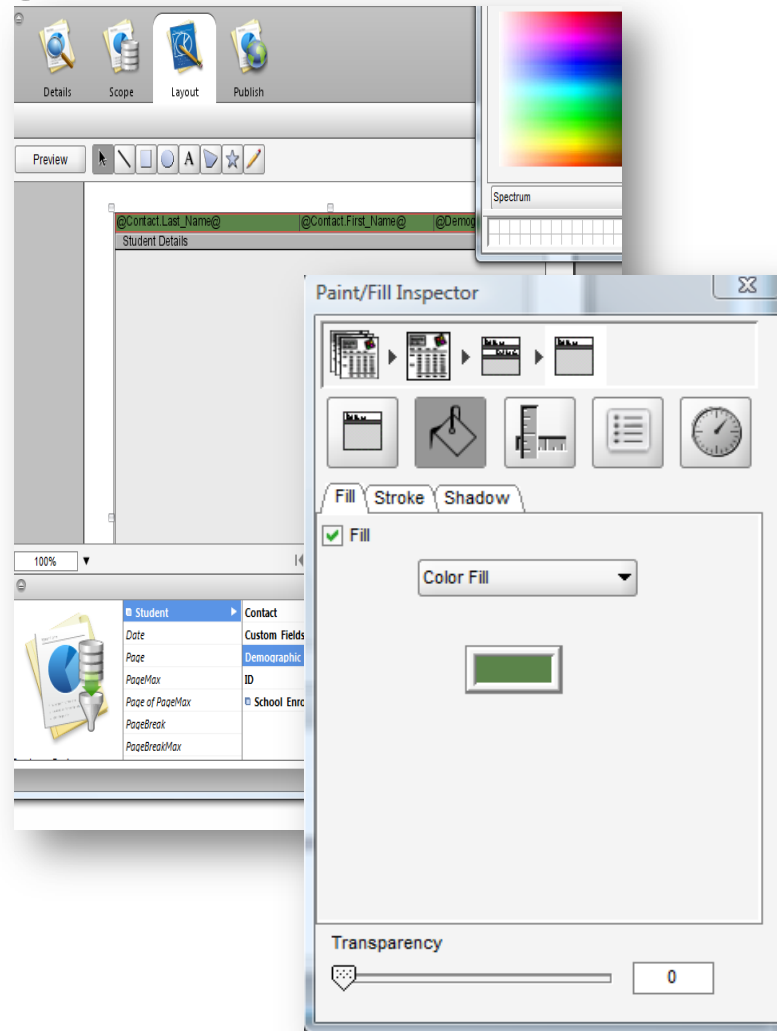 Details Scope Layout Publish
Preview A
Spectrum
@Contact.Last_Name@ @Contact.First_Name@ @Demog
Student Details
Paint/Fill Inspector
Fill Stroke Shadow
Fill
Color Fill
100%
Student Contact
Date Custom Fields
Page Demographic
PageMax ID
Page of PageMax School Enro
PageBreak
PageBreakMax
Transparency
0